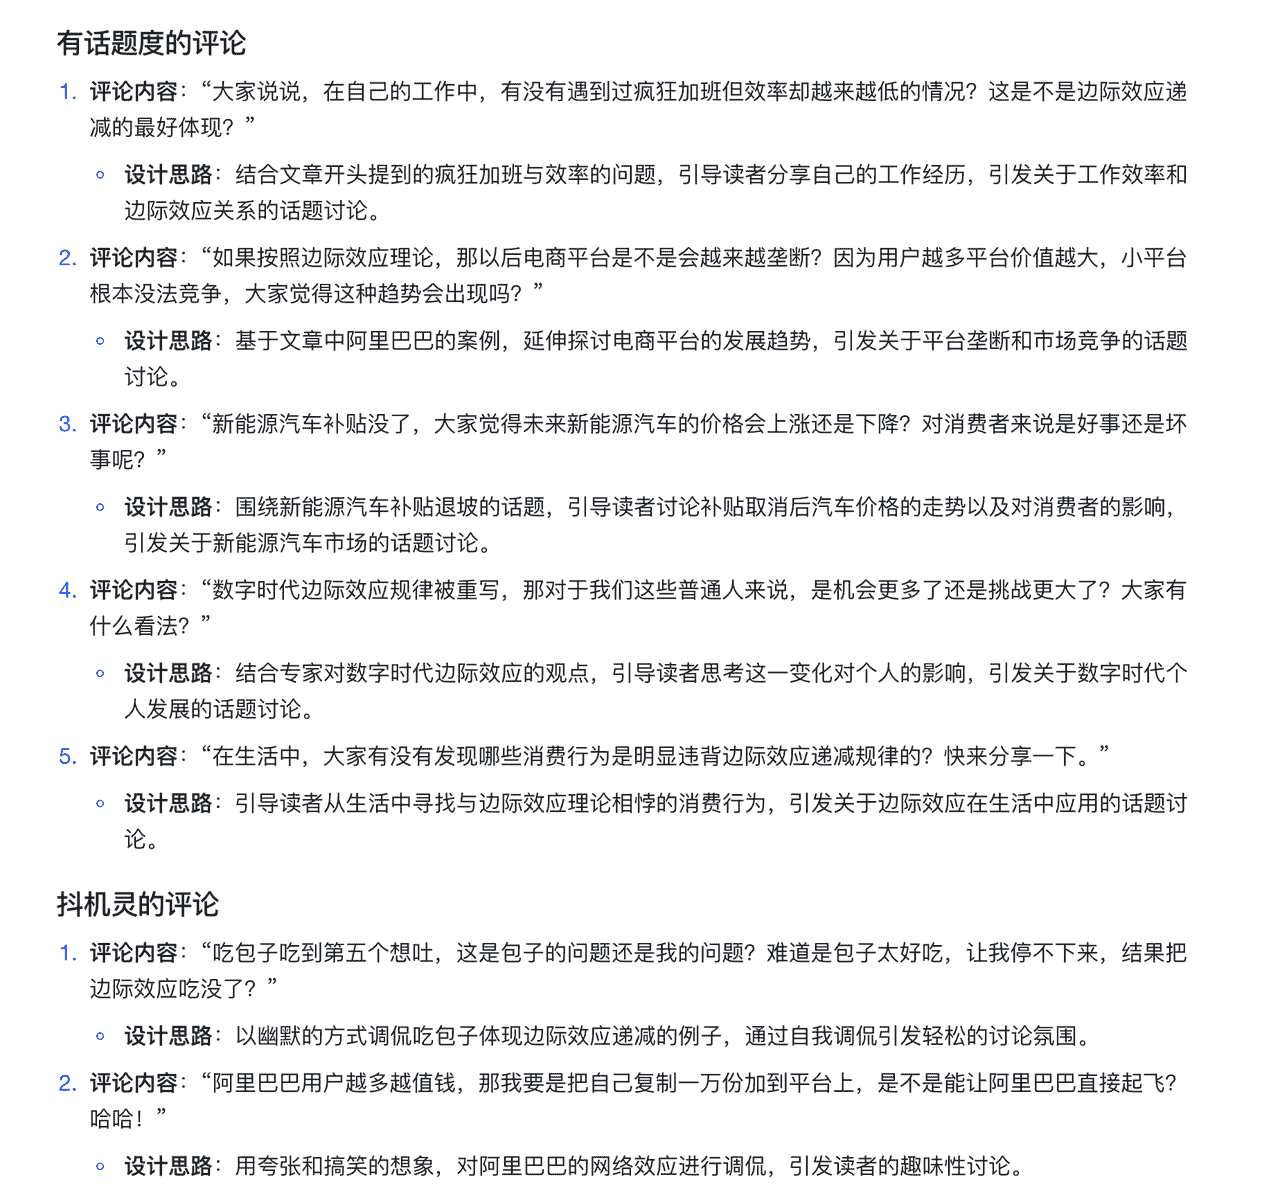 有话题度的评论
1. 评论内容：“大家说说，在自己的工作中，有没有遇到过疯狂加班但效率却越来越低的情况？这是不是边际效应递
减的最好体现？”
设计思路：结合文章开头提到的疯狂加班与效率的问题，引导读者分享自己的工作经历，引发关于工作效率和
边际效应关系的话题讨论。
2. 评论内容：“如果按照边际效应理论，那以后电商平台是不是会越来越垄断？因为用户越多平台价值越大，小平台
根本没法竞争，大家觉得这种趋势会出现吗？”
设计思路：基于文章中阿里巴巴的案例，延伸探讨电商平台的发展趋势，引发关于平台垄断和市场竞争的话题
讨论。
3. 评论内容：“新能源汽车补贴没了，大家觉得未来新能源汽车的价格会上涨还是下降？对消费者来说是好事还是坏
事呢？”
设计思路：围绕新能源汽车补贴退坡的话题，引导读者讨论补贴取消后汽车价格的走势以及对消费者的影响，
引发关于新能源汽车市场的话题讨论。
4. 评论内容：“数字时代边际效应规律被重写，那对于我们这些普通人来说，是机会更多了还是挑战更大了？大家有
什么看法？”
设计思路：结合专家对数字时代边际效应的观点，引导读者思考这一变化对个人的影响，引发关于数字时代个
人发展的话题讨论。
5. 评论内容：“在生活中，大家有没有发现哪些消费行为是明显违背边际效应递减规律的？快来分享一下。”
设计思路：引导读者从生活中寻找与边际效应理论相悖的消费行为，引发关于边际效应在生活中应用的话题讨
论。
抖机灵的评论
1. 评论内容：“吃包子吃到第五个想吐，这是包子的问题还是我的问题？难道是包子太好吃，让我停不下来，结果把
边际效应吃没了？”
设计思路：以幽默的方式调侃吃包子体现边际效应递减的例子，通过自我调侃引发轻松的讨论氛围。
2. 评论内容：“阿里巴巴用户越多越值钱，那我要是把自己复制一万份加到平台上，是不是能让阿里巴巴直接起飞？
哈哈！”
设计思路：用夸张和搞笑的想象，对阿里巴巴的网络效应进行调侃，引发读者的趣味性讨论。